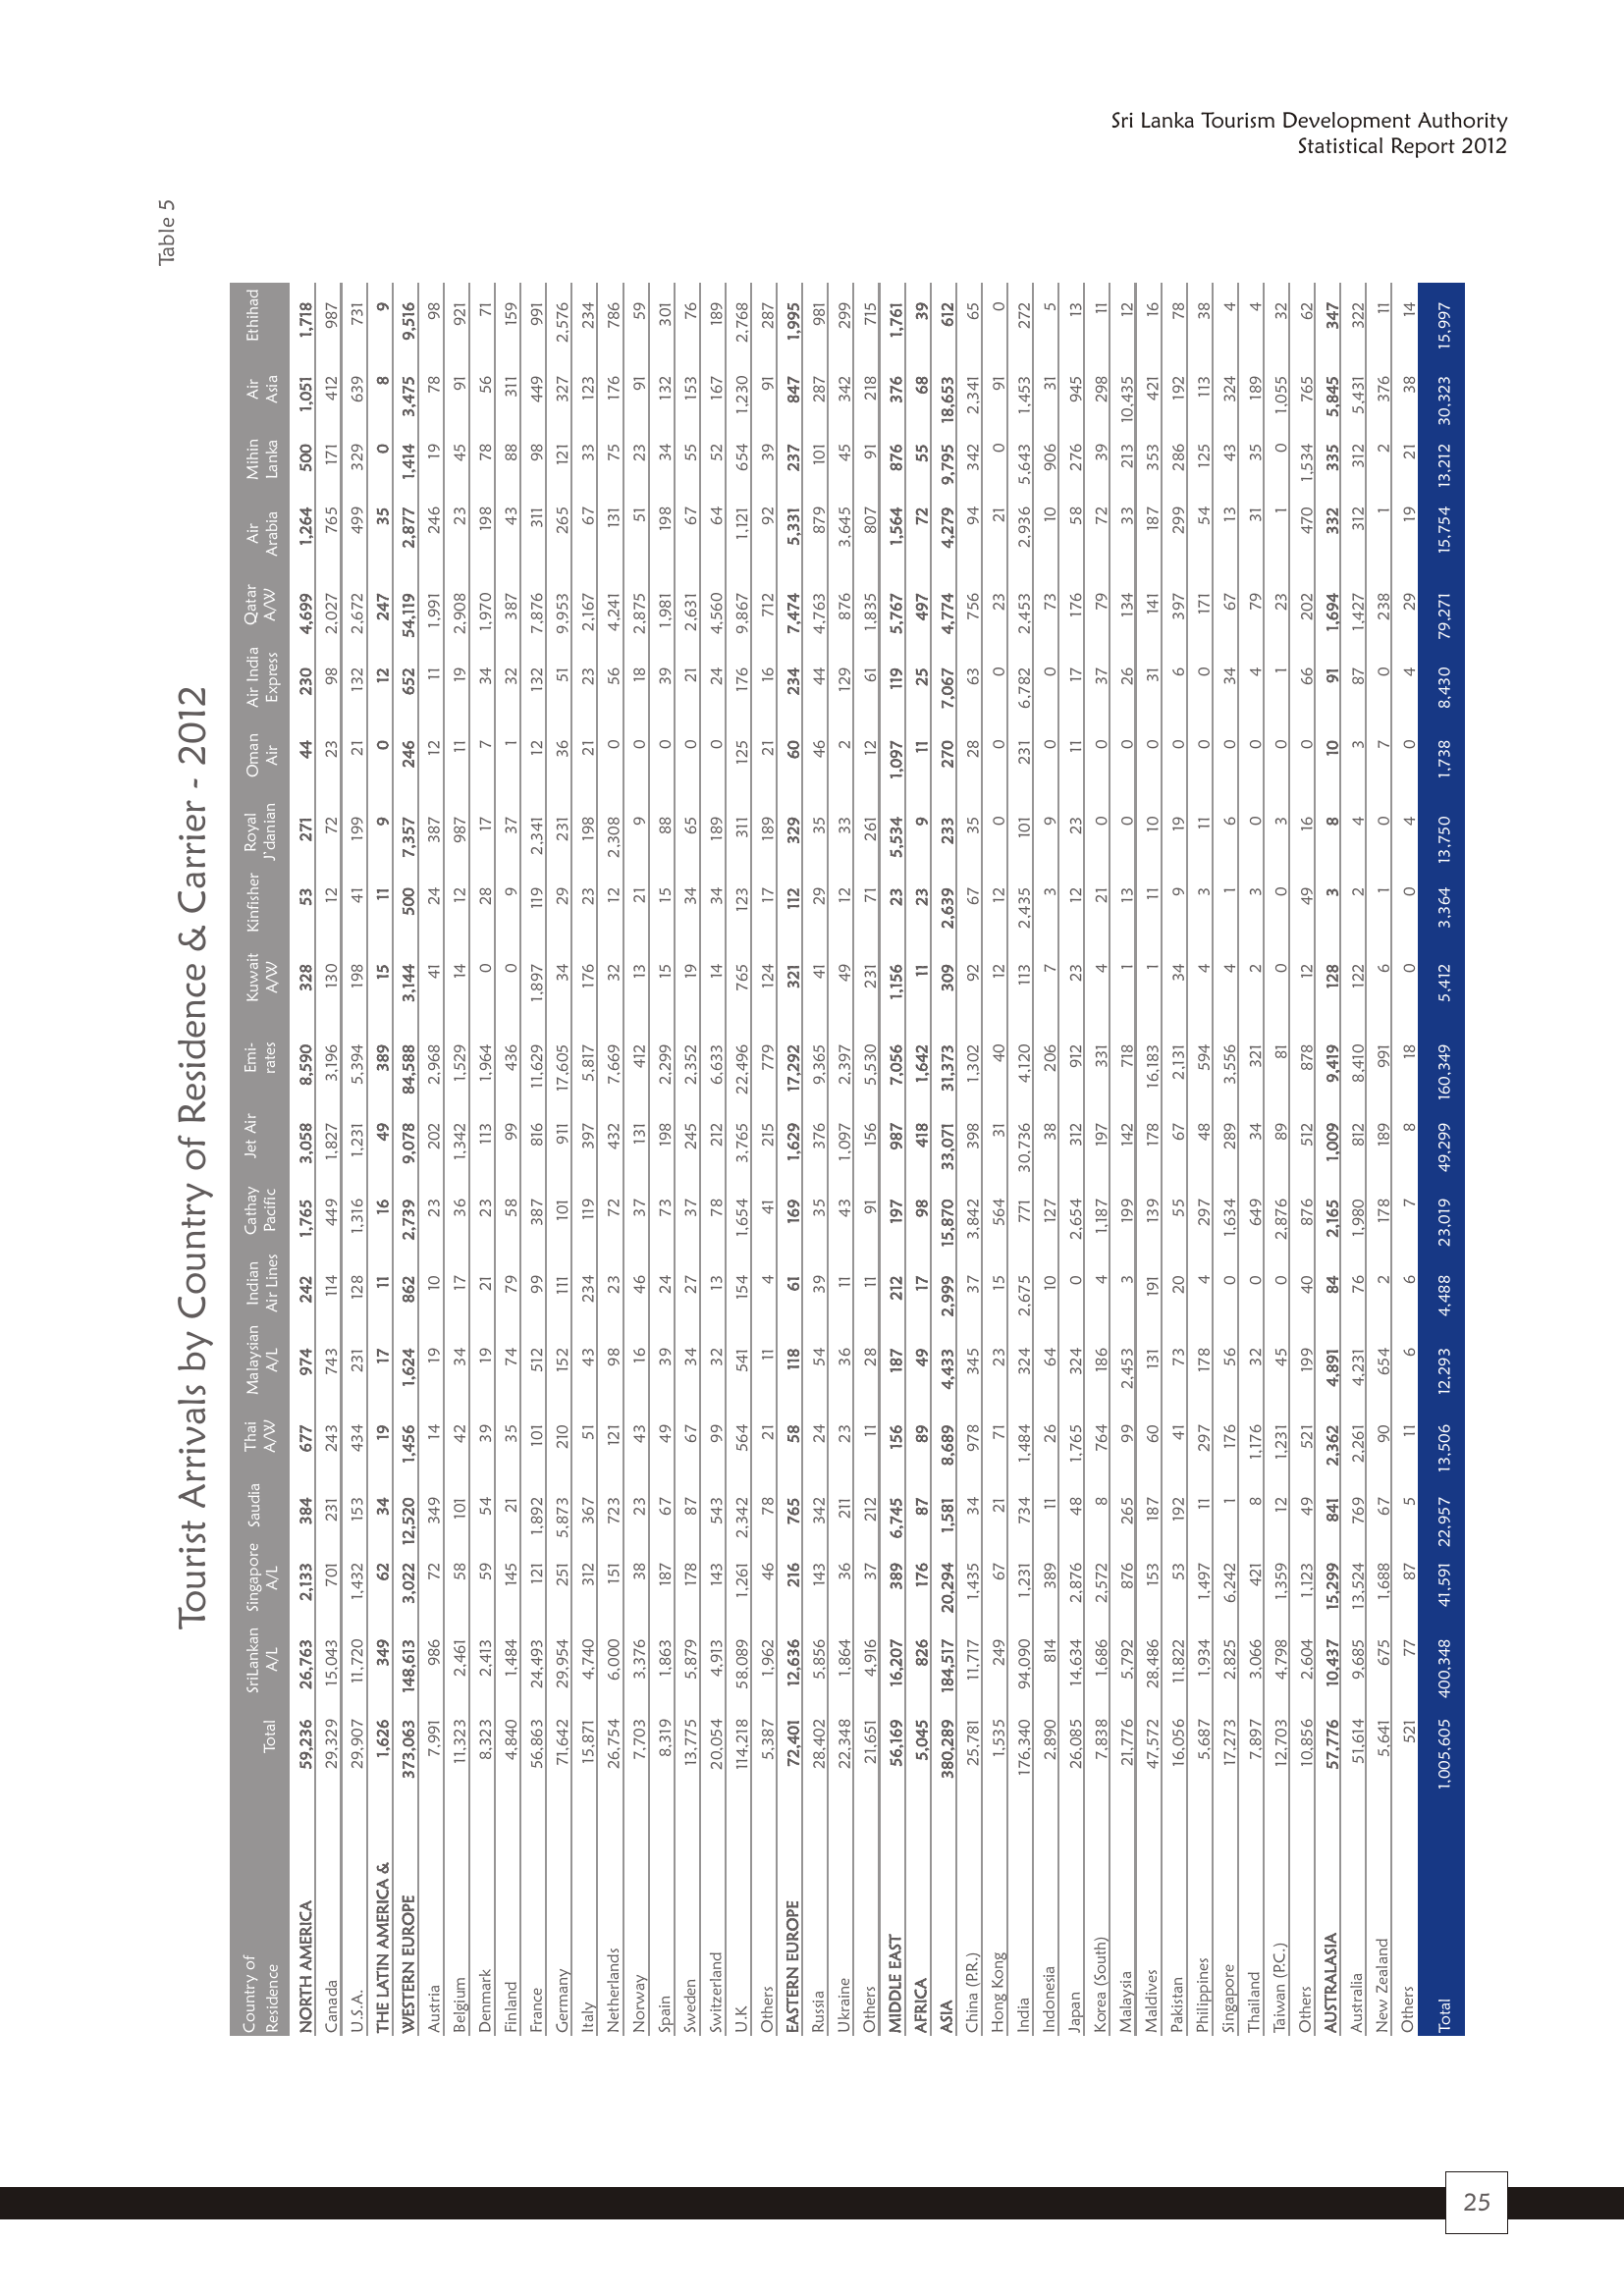 Sri Lanka Tourism Development Authority
Statistical Report 2012
Table 5
Tourist Arrivals by Country of Residence & Carrier - 2012
Country of Residence Total SriLankan A/L Singapore A/L Saudia Thai A/W Malaysian A/L Indian Air Lines Cathay Pacific Jet Air Emi-rates Kuwait A/W Kinfisher Royal J'danian Oman Air Air India Express Qatar A/W Air Arabia Mihin Lanka Air Asia Ethihad
NORTH AMERICA 59,236 26,763 2,133 384 677 974 242 1,765 3,058 8,590 328 53 271 44 230 4,699 1,264 500 1,051 1,718
Canada 29,329 15,043 701 231 243 743 114 449 1,827 3,196 130 12 72 23 98 2,027 765 171 412 987
U.S.A. 29,907 11,720 1,432 153 434 231 128 1,316 1,231 5,394 198 41 199 21 132 2,672 499 329 639 731
THE LATIN AMERICA & 1,626 349 62 34 19 17 11 16 49 389 15 11 9 0 12 247 35 0 8 9
WESTERN EUROPE 373,063 148,613 3,022 12,520 1,456 1,624 862 2,739 9,078 84,588 3,144 500 7,357 246 652 54,119 2,877 1,414 3,475 9,516
Austria 7,991 986 72 349 14 19 10 23 202 2,968 41 24 387 12 11 1,991 246 19 78 98
Belgium 11,323 2,461 58 101 42 34 17 36 1,342 1,529 14 12 987 11 19 2,908 23 45 91 921
Denmark 8,323 2,413 59 54 39 19 21 23 113 1,964 0 28 17 7 34 1,970 198 78 56 71
Finland 4,840 1,484 145 21 35 74 79 58 99 436 0 9 37 1 32 387 43 88 311 159
France 56,863 24,493 121 1,892 101 512 99 387 816 11,629 1,897 119 2,341 12 132 7,876 311 98 449 991
Germany 71,642 29,954 251 5,873 210 152 111 101 911 17,605 34 29 231 36 51 9,953 265 121 327 2,576
Italy 15,871 4,740 312 367 51 43 234 119 397 5,817 176 23 198 21 23 2,167 67 33 123 234
Netherlands 26,754 6,000 151 723 121 98 23 72 432 7,669 32 12 2,308 0 56 4,241 131 75 176 786
Norway 7,703 3,376 38 23 43 16 46 37 131 412 13 21 9 0 18 2,875 51 23 91 59
Spain 8,319 1,863 187 67 49 39 24 73 198 2,299 15 15 88 0 39 1,981 198 34 132 301
Sweden 13,775 5,879 178 87 67 34 27 37 245 2,352 19 34 65 0 21 2,631 67 55 153 76
Switzerland 20,054 4,913 143 543 99 32 13 78 212 6,633 14 34 189 0 24 4,560 64 52 167 189
U.K 114,218 58,089 1,261 2,342 564 541 154 1,654 3,765 22,496 765 123 311 125 176 9,867 1,121 654 1,230 2,768
Others 5,387 1,962 46 78 21 11 4 41 215 779 124 17 189 21 16 712 92 39 91 287
EASTERN EUROPE 72,401 12,636 216 765 58 118 61 169 1,629 17,292 321 112 329 60 234 7,474 5,331 237 847 1,995
Russia 28,402 5,856 143 342 24 54 39 35 376 9,365 41 29 35 46 44 4,763 879 101 287 981
Ukraine 22,348 1,864 36 211 23 36 11 43 1,097 2,397 49 12 33 2 129 876 3,645 45 342 299
Others 21,651 4,916 37 212 11 28 11 91 156 5,530 231 71 261 12 61 1,835 807 91 218 715
MIDDLE EAST 56,169 16,207 389 6,745 156 187 212 197 987 7,056 1,156 23 5,534 1,097 119 5,767 1,564 876 376 1,761
AFRICA 5,045 826 176 87 89 49 17 98 418 1,642 11 23 9 11 25 497 72 55 68 39
ASIA 380,289 184,517 20,294 1,581 8,689 4,433 2,999 15,870 33,071 31,373 309 2,639 233 270 7,067 4,774 4,279 9,795 18,653 612
China (P.R.) 25,781 11,717 1,435 34 978 345 37 3,842 398 1,302 92 67 35 28 63 756 94 342 2,341 65
Hong Kong 1,535 249 67 21 71 23 15 564 31 40 12 12 0 0 0 23 21 0 91 0
India 176,340 94,090 1,231 734 1,484 324 2,675 771 30,736 4,120 113 2,435 101 231 6,782 2,453 2,936 5,643 1,453 272
Indonesia 2,890 814 389 11 26 64 10 127 38 206 7 3 9 0 0 73 10 906 31 5
Japan 26,085 14,634 2,876 48 1,765 324 0 2,654 312 912 23 12 23 11 17 176 58 276 945 13
Korea (South) 7,838 1,686 2,572 8 764 186 4 1,187 197 331 4 21 0 0 37 79 72 39 298 11
Malaysia 21,776 5,792 876 265 99 2,453 3 199 142 718 1 13 0 0 26 134 33 213 10,435 12
Maldives 47,572 28,486 153 187 60 131 191 139 178 16,183 1 11 10 0 31 141 187 353 421 16
Pakistan 16,056 11,822 53 192 41 73 20 55 67 2,131 34 9 19 0 6 397 299 286 192 78
Philippines 5,687 1,934 1,497 11 297 178 4 297 48 594 4 3 11 0 0 171 54 125 113 38
Singapore 17,273 2,825 6,242 1 176 56 0 1,634 289 3,556 4 1 6 0 34 67 13 43 324 4
Thailand 7,897 3,066 421 8 1,176 32 0 649 34 321 2 3 0 0 4 79 31 35 189 4
Taiwan (P.C.) 12,703 4,798 1,359 12 1,231 45 0 2,876 89 81 0 0 3 0 1 23 1 0 1,055 32
Others 10,856 2,604 1,123 49 521 199 40 876 512 878 12 49 16 0 66 202 470 1,534 765 62
AUSTRALASIA 57,776 10,437 15,299 841 2,362 4,891 84 2,165 1,009 9,419 128 3 8 10 91 1,694 332 335 5,845 347
Australia 51,614 9,685 13,524 769 2,261 4,231 76 1,980 812 8,410 122 2 4 3 87 1,427 312 312 5,431 322
New Zealand 5,641 675 1,688 67 90 654 2 178 189 991 6 1 0 7 0 238 1 2 376 11
Others 521 77 87 5 11 6 6 7 8 18 0 0 4 0 4 29 19 21 38 14
Total 1,005,605 400,348 41,591 22,957 13,506 12,293 4,488 23,019 49,299 160,349 5,412 3,364 13,750 1,738 8,430 79,271 15,754 13,212 30,323 15,997
25